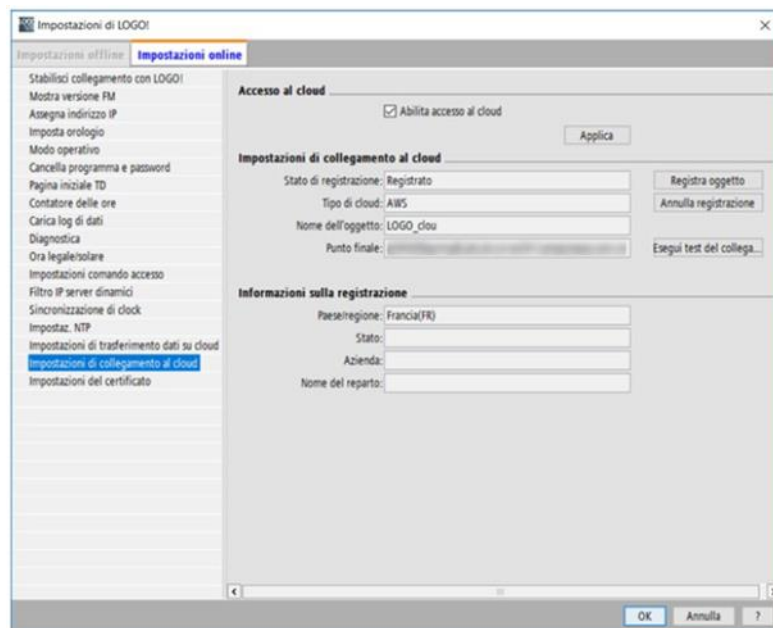 Impostazioni di LOGO!
Impostazioni offline
Impostazioni online
Stabilisci collegamento con LOGO!
Mostra versione FM
Assegna indirizzo IP
Imposta orologio
Modo operativo
Cancella programma e password
Pagina iniziale TD
Contatore delle ore
Carica log di dati
Diagnostica
Ora legale/solare
Impostazioni comando accesso
Filtro IP server dinamici
Sincronizzazione di clock
Impostaz. NTP
Impostazioni di trasferimento dati su cloud
Impostazioni di collegamento al cloud
Impostazioni del certificato
Accesso al cloud
Abilita accesso al cloud
Applica
Impostazioni di collegamento al cloud
Stato di registrazione: Registrato
Registra oggetto
Tipo di cloud: AWS
Annulla registrazione
Nome dell'oggetto: LOGO_clou
Punto finale:
Esegui test del collega...
Informazioni sulla registrazione
Paese/regione: Francia(FR)
Stato:
Azienda:
Nome del reparto:
OK
Annulla
?